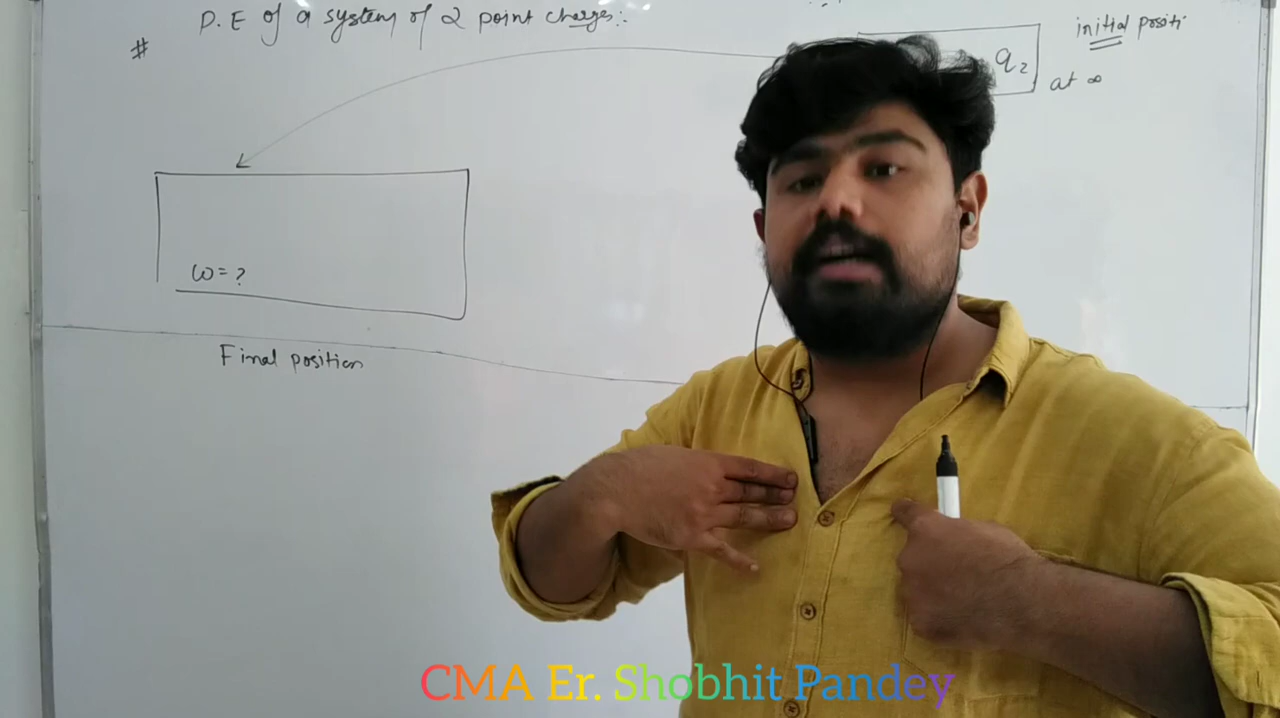 P.E of a system of 2 point charges:.
#
initial positi
q₂
at ∞
ω = ?
Final position
CMA Er. Shobhit Pandey